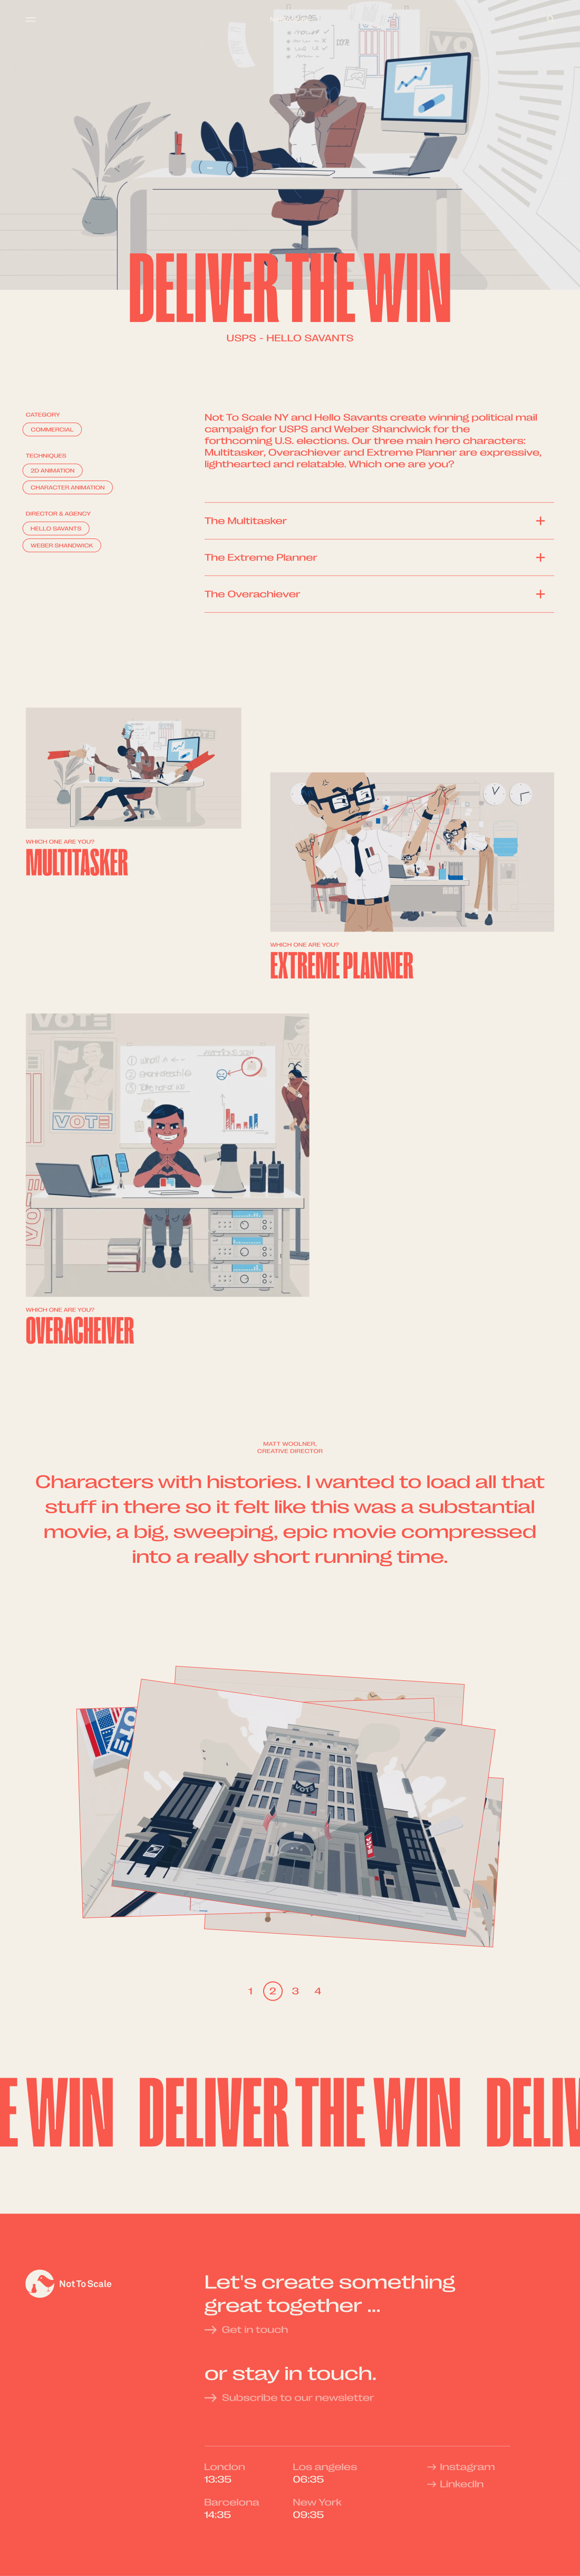 VO
DELIVER THE WIN
USPS - HELLO SAVANTS
CATEGORY
COMMERCIAL
TECHNIQUES
2D ANIMATION
CHARACTER ANIMATION
DIRECTOR & AGENCY
HELLO SAVANTS
WEBER SHANDWICK
Not To Scale NY and Hello Savants create winning political mail
campaign for USPS and Weber Shandwick for the
forthcoming U.S. elections. Our three main hero characters:
Multitasker, Overachiever and Extreme Planner are expressive,
lighthearted and relatable. Which one are you?
The Multitasker
The Extreme Planner
The Overachiever
VOTE
WHICH ONE ARE YOU?
MULTITASKER
WHICH ONE ARE YOU?
EXTREME PLANNER
VOTE
VOTE
WHICH ONE ARE YOU?
OVERACHEIVER
MATT WOOLNER,
CREATIVE DIRECTOR
Characters with histories. I wanted to load all that
stuff in there so it felt like this was a substantial
movie, a big, sweeping, epic movie compressed
into a really short running time.
VOTE
1 2 3 4
E WIN DELIVER THE WIN DELIV
Not To Scale
Let's create something
great together ...
→ Get in touch
or stay in touch.
→ Subscribe to our newsletter
London
13:35
Los angeles
06:35
Barcelona
14:35
New York
09:35
→ Instagram
→ LinkedIn